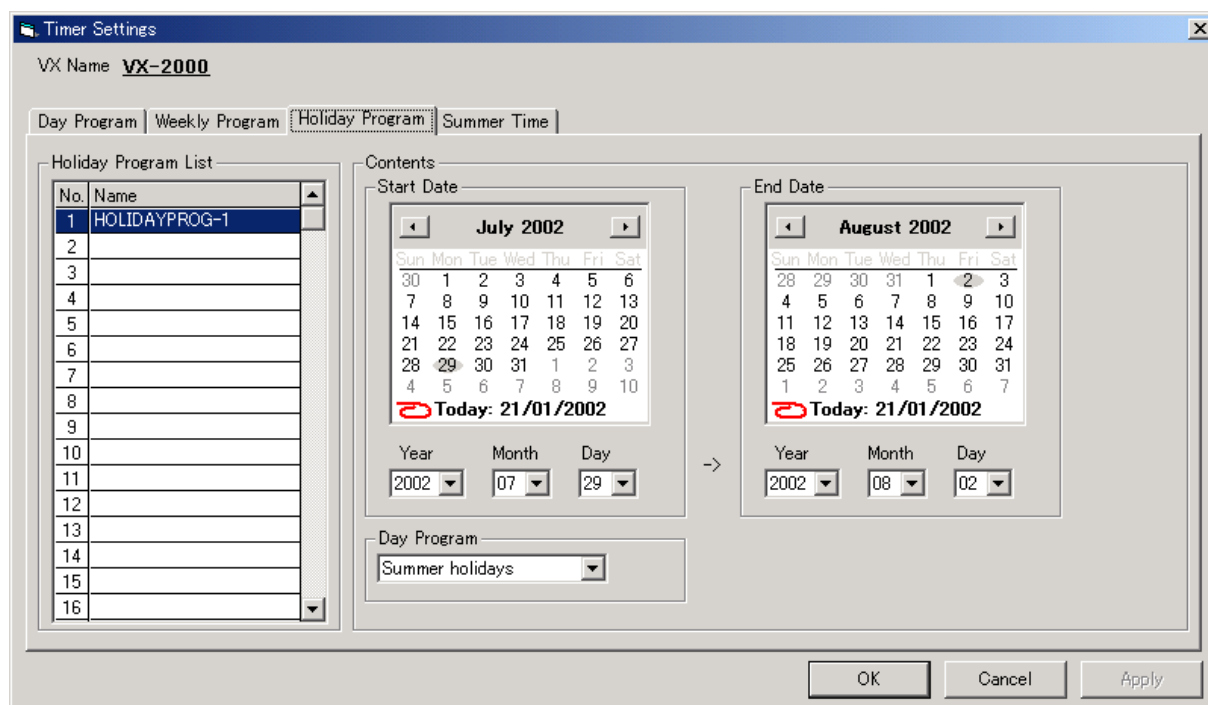 Timer Settings
VX Name VX-2000
Day Program Weekly Program Holiday Program Summer Time
Holiday Program List
No. Name
1 HOLIDAYPROG-1
2
3
4
5
6
7
8
9
10
11
12
13
14
15
16
Contents
Start Date
July 2002
Sun Mon Tue Wed Thu Fri Sat
30 1 2 3 4 5 6
7 8 9 10 11 12 13
14 15 16 17 18 19 20
21 22 23 24 25 26 27
28 29 30 31 1 2 3
4 5 6 7 8 9 10
Today: 21/01/2002
Year Month Day
2002 07 29
->
End Date
August 2002
Sun Mon Tue Wed Thu Fri Sat
28 29 30 31 1 2 3
4 5 6 7 8 9 10
11 12 13 14 15 16 17
18 19 20 21 22 23 24
25 26 27 28 29 30 31
1 2 3 4 5 6 7
Today: 21/01/2002
Year Month Day
2002 08 02
Day Program
Summer holidays
OK Cancel Apply